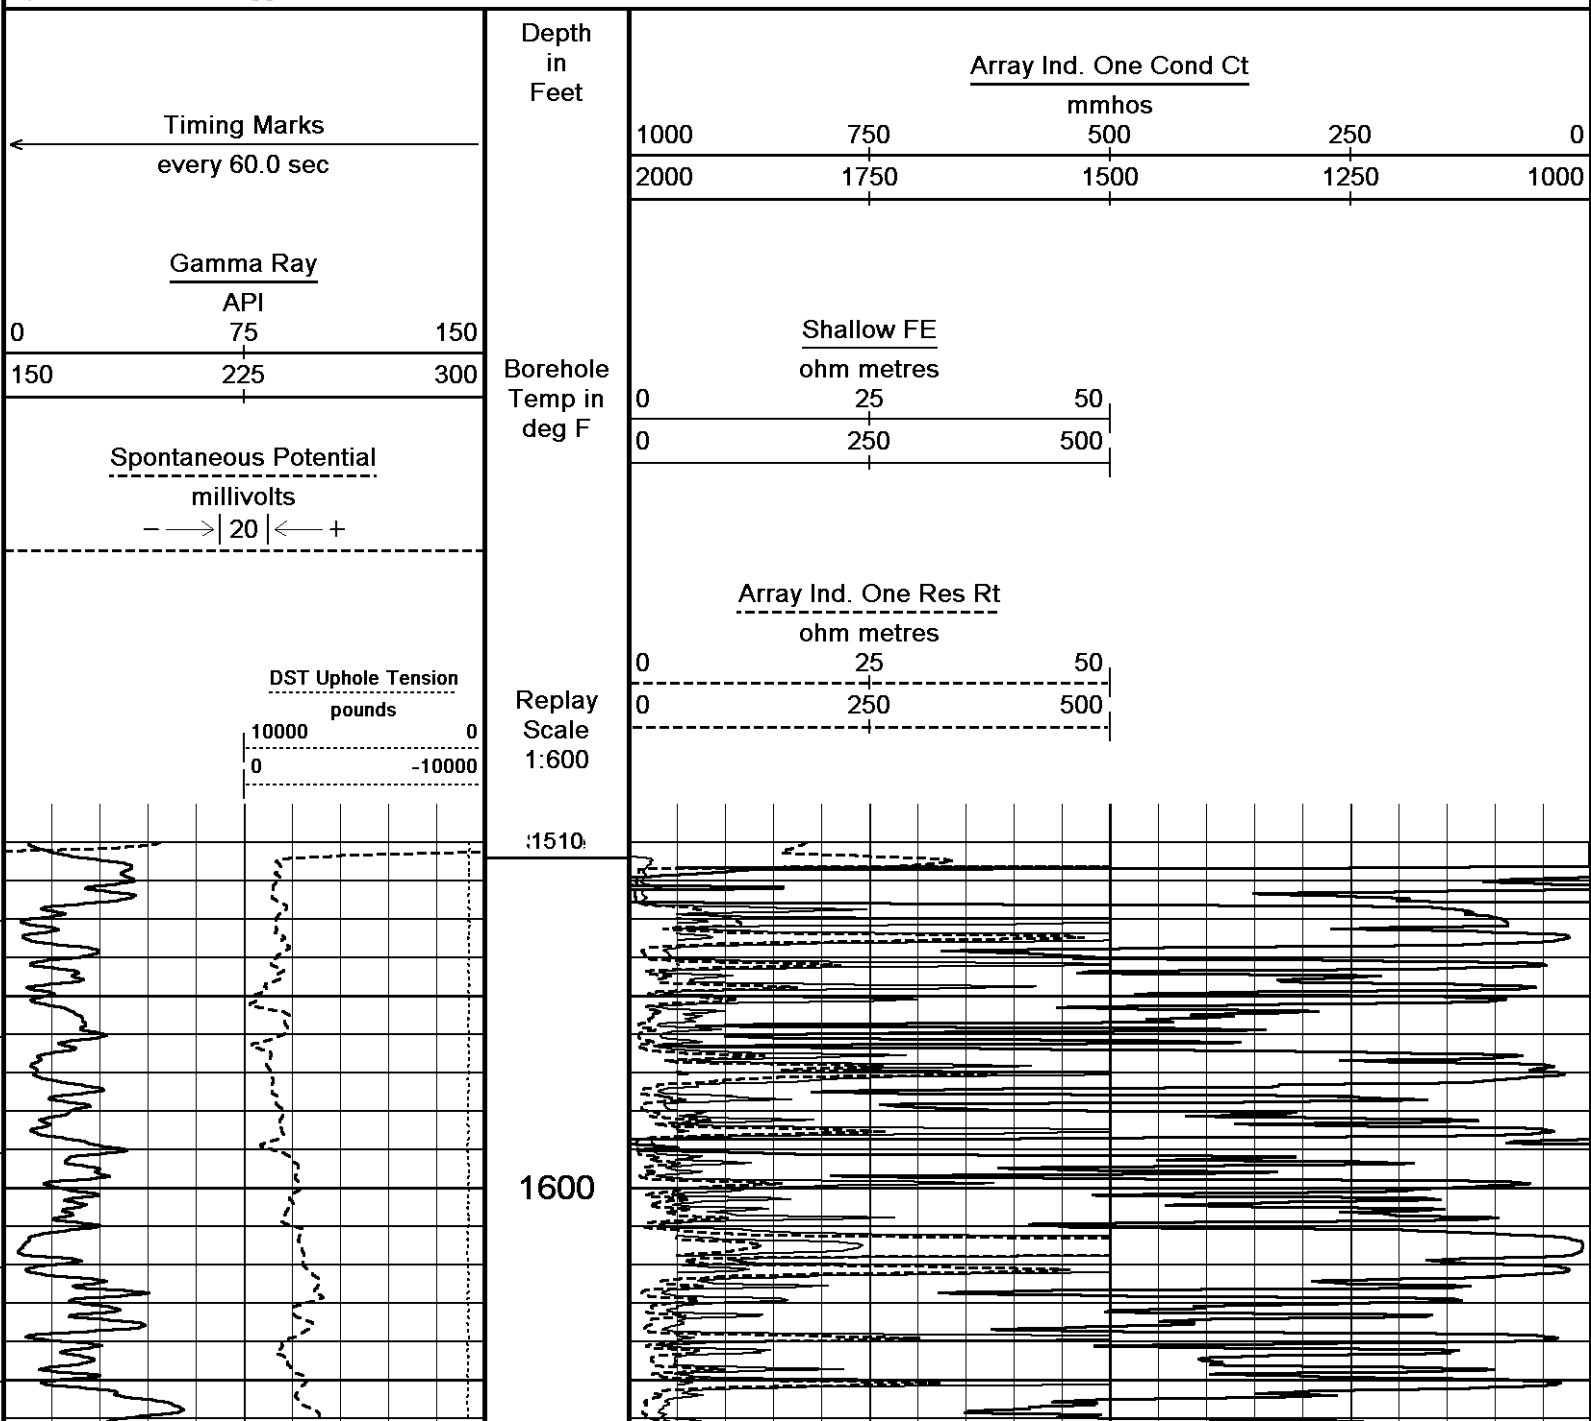 Timing Marks
every 60.0 sec
Gamma Ray
API
0 75 150
150 225 300
Spontaneous Potential
millivolts
− 20 +
DST Uphole Tension
pounds
10000 0
0 -10000
Depth
in
Feet
Borehole
Temp in
deg F
Replay
Scale
1:600
1510
1600
Array Ind. One Cond Ct
mmhos
1000 750 500 250 0
2000 1750 1500 1250 1000
Shallow FE
ohm metres
0 25 50
0 250 500
Array Ind. One Res Rt
ohm metres
0 25 50
0 250 500